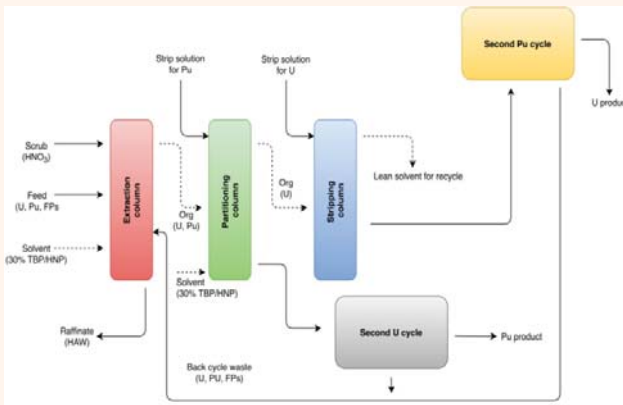 Strip solution
for Pu
Strip solution
for U
Second Pu cycle
U product
Scrub
(HNO3)
Feed
(U, Pu, FPs
Solvent
(30% TBP/HNP)
Extraction
column
Org
(U, Pu)
Partitioning
column
Org
(U)
Stripping
column
Lean solvent for recycle
Solvent
(30% TBP/HNP)
Raffinate
(HAW)
Second U cycle
Pu product
Back cycle waste
(U, PU, FPs)